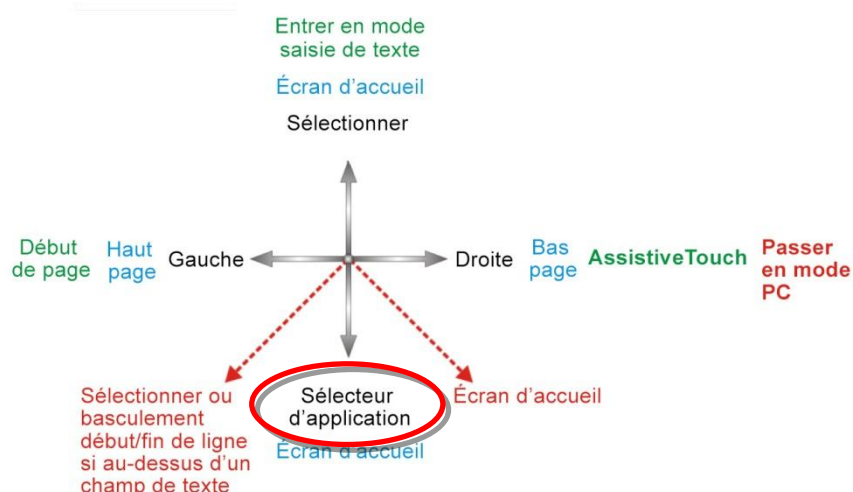 Entrer en mode
saisie de texte
Écran d'accueil
Sélectionner
Début
de page
Haut
page
Gauche
Droite
Bas
page
AssistiveTouch
Passer
en mode
PC
Sélectionner ou
basculement
début/fin de ligne
si au-dessus d'un
champ de texte
Sélecteur
d'application
Écran d'accueil
Écran d'accueil